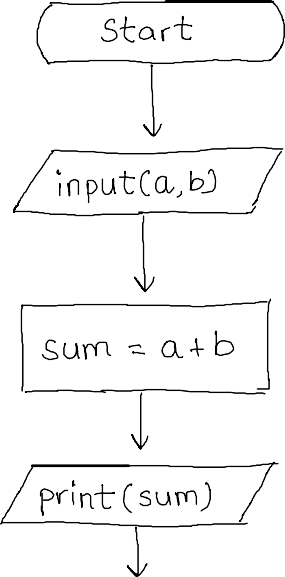 Start
input(a,b)
sum = a+b
print(sum)